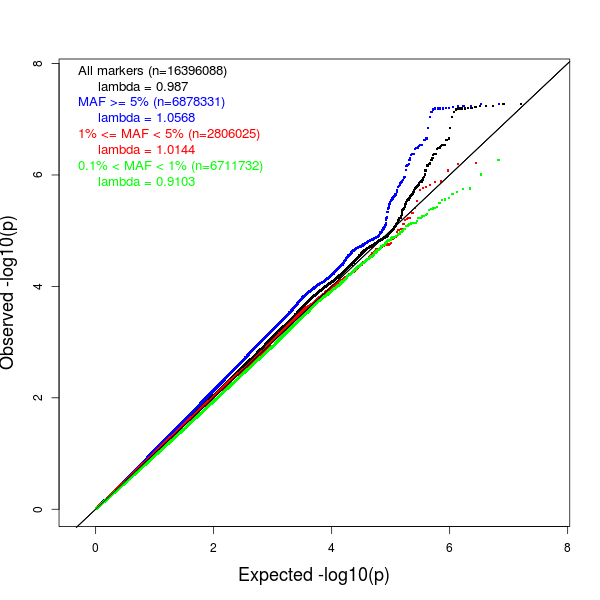 All markers (n=16396088)
lambda = 0.987
MAF >= 5% (n=6878331)
lambda = 1.0568
1% <= MAF < 5% (n=2806025)
lambda = 1.0144
0.1% < MAF < 1% (n=6711732)
lambda = 0.9103
8
6
4
2
0
Observed -log10(p)
0 2 4 6 8
Expected -log10(p)